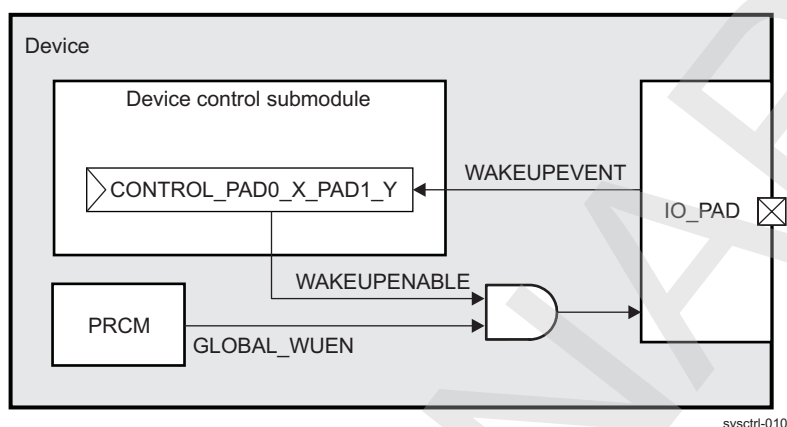 Device
Device control submodule
CONTROL_PAD0_X_PAD1_Y
WAKEUPEVENT
IO_PAD
WAKEUPENABLE
PRCM
GLOBAL_WUEN
sysctrl-010